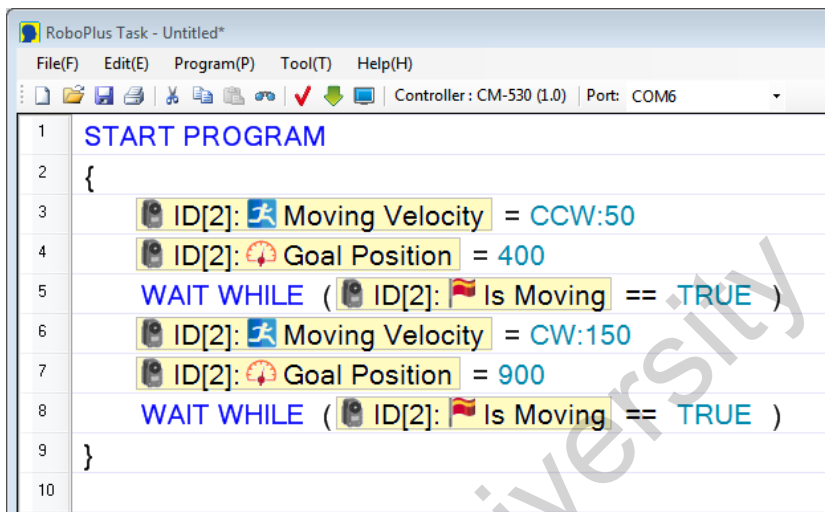 RoboPlus Task - Untitled*
File(F) Edit(E) Program(P) Tool(T) Help(H)
Controller : CM-530 (1.0) Port: COM6
1 START PROGRAM
2 {
3 ID[2]: Moving Velocity = CCW:50
4 ID[2]: Goal Position = 400
5 WAIT WHILE ( ID[2]: Is Moving == TRUE )
6 ID[2]: Moving Velocity = CW:150
7 ID[2]: Goal Position = 900
8 WAIT WHILE ( ID[2]: Is Moving == TRUE )
9 }
10